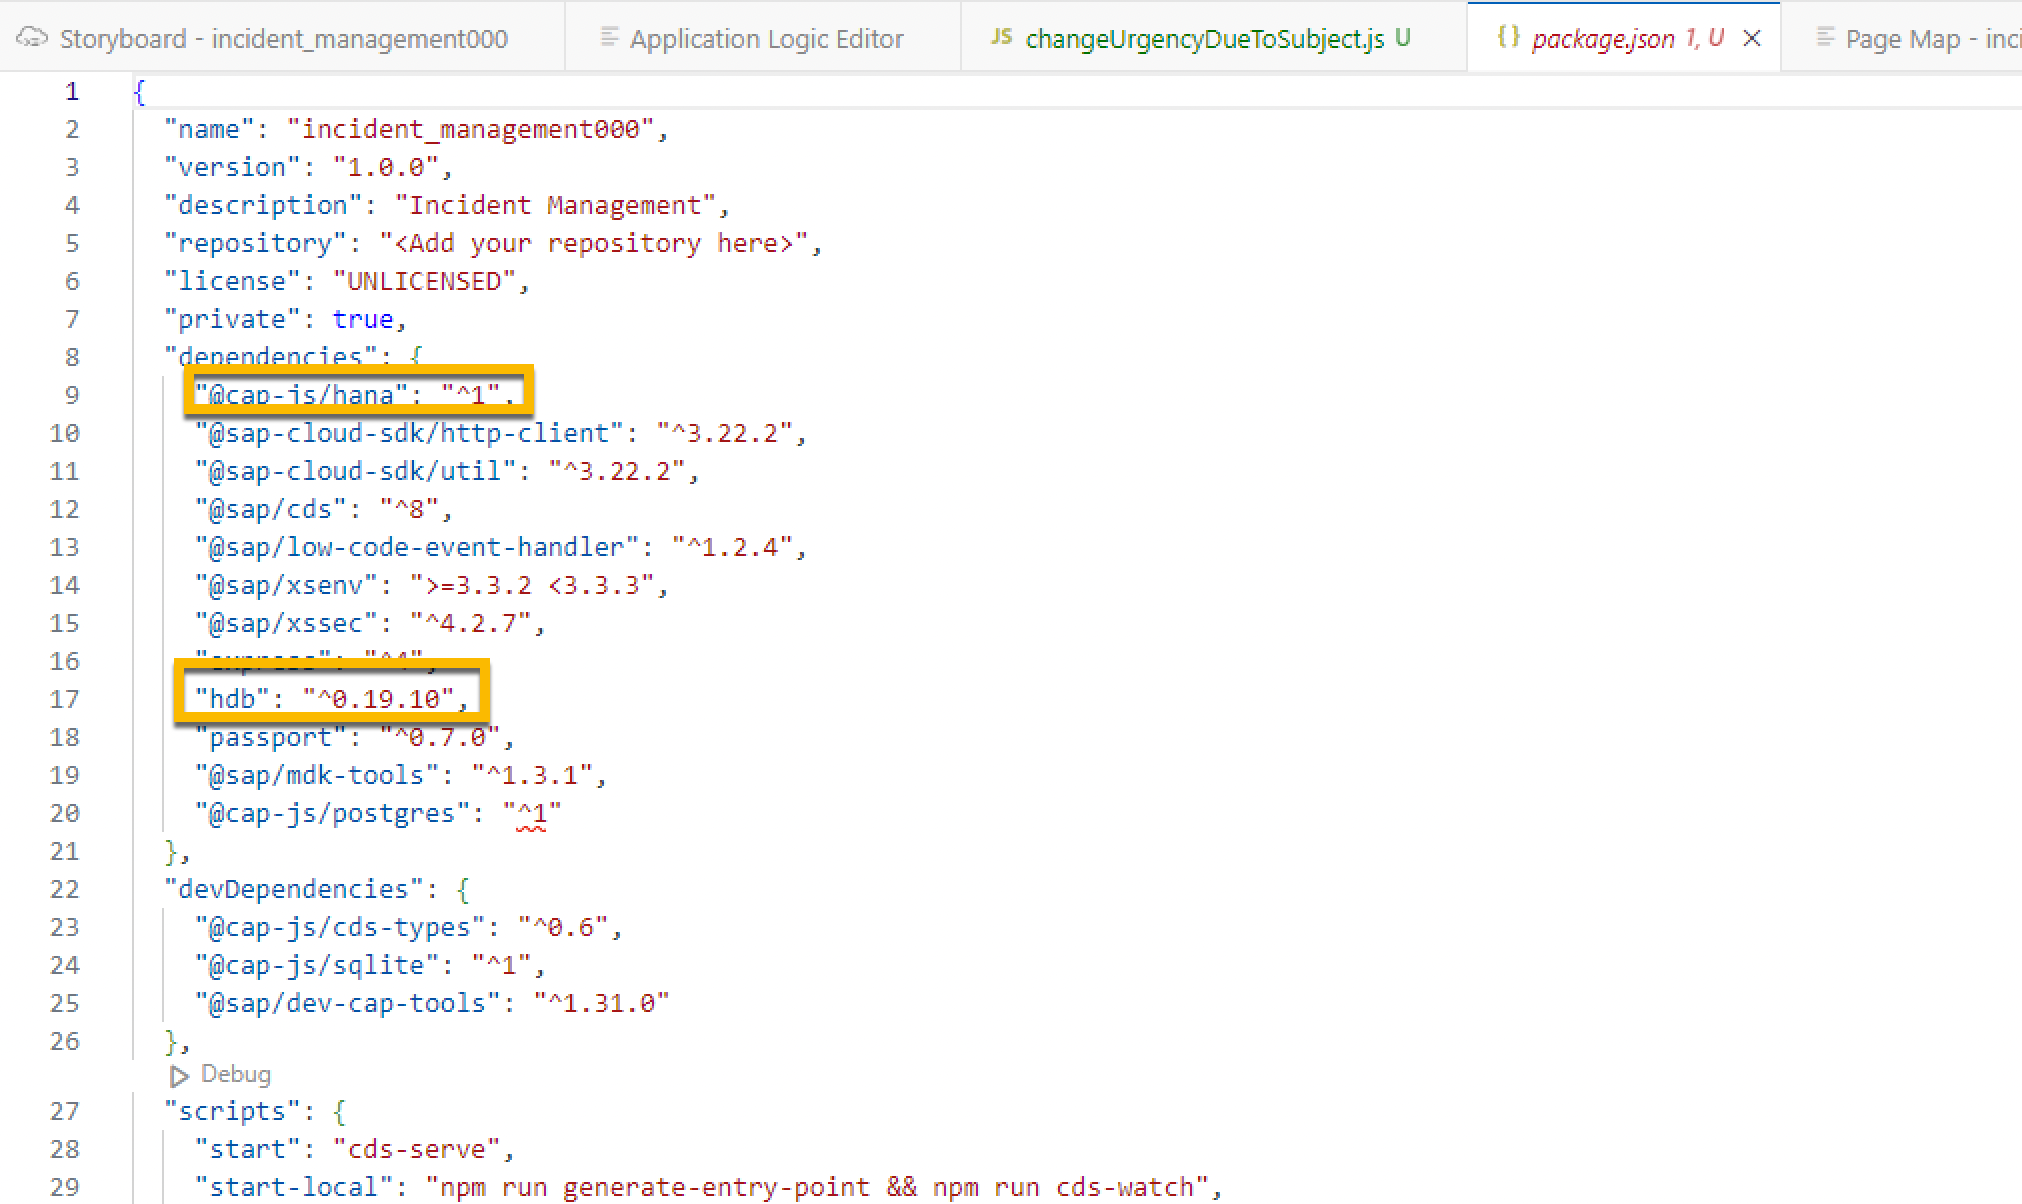 Storyboard - incident_management000 Application Logic Editor JS changeUrgencyDueToSubject.js U {} package.json 1, U × Page Map - inci
1 {
2 "name": "incident_management000",
3 "version": "1.0.0",
4 "description": "Incident Management",
5 "repository": "<Add your repository here>",
6 "license": "UNLICENSED",
7 "private": true,
8 "dependencies": {
9 "@cap-js/hana": "^1",
10 "@sap-cloud-sdk/http-client": "^3.22.2",
11 "@sap-cloud-sdk/util": "^3.22.2",
12 "@sap/cds": "^8",
13 "@sap/low-code-event-handler": "^1.2.4",
14 "@sap/xsenv": ">=3.3.2 <3.3.3",
15 "@sap/xssec": "^4.2.7",
16 "express": "^4",
17 "hdb": "^0.19.10",
18 "passport": "^0.7.0",
19 "@sap/mdk-tools": "^1.3.1",
20 "@cap-js/postgres": "^1"
21 },
22 "devDependencies": {
23 "@cap-js/cds-types": "^0.6",
24 "@cap-js/sqlite": "^1",
25 "@sap/dev-cap-tools": "^1.31.0"
26 },
Debug
27 "scripts": {
28 "start": "cds-serve",
29 "start-local": "npm run generate-entry-point && npm run cds-watch",